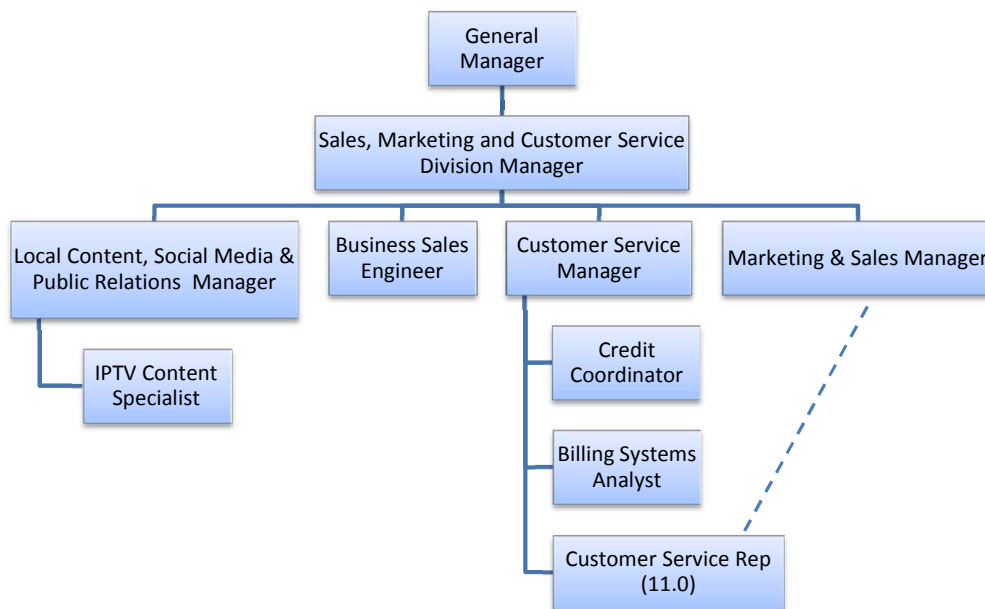 General
Manager
Sales, Marketing and Customer Service
Division Manager
Local Content, Social Media &
Public Relations  Manager
Business Sales
Engineer
Customer Service
Manager
Marketing & Sales Manager
IPTV Content
Specialist
Credit
Coordinator
Billing Systems
Analyst
Customer Service Rep
(11.0)